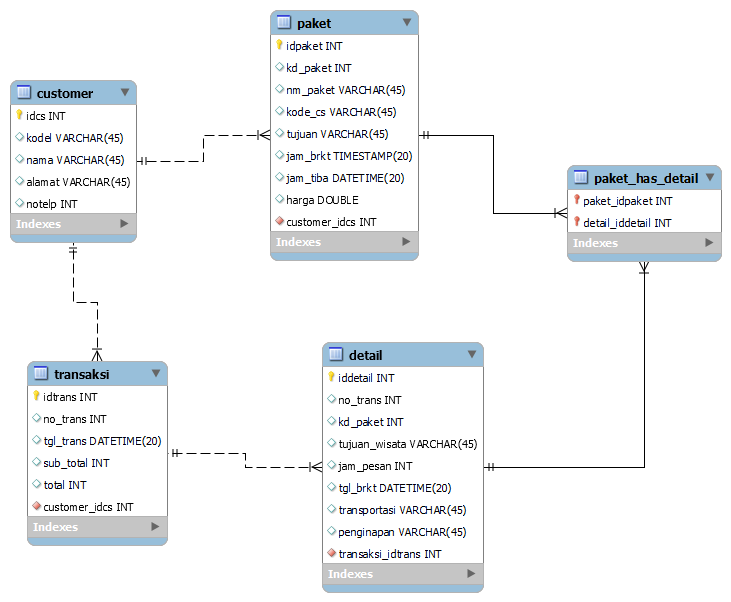 customer
idcs INT
kodel VARCHAR(45)
nama VARCHAR(45)
alamat VARCHAR(45)
notelp INT
Indexes
paket
idpaket INT
kd_paket INT
nm_paket VARCHAR(45)
kode_cs VARCHAR(45)
tujuan VARCHAR(45)
jam_brkt TIMESTAMP(20)
jam_tiba DATETIME(20)
harga DOUBLE
customer_idcs INT
Indexes
paket_has_detail
paket_idpaket INT
detail_iddetail INT
Indexes
transaksi
idtrans INT
no_trans INT
tgl_trans DATETIME(20)
sub_total INT
total INT
customer_idcs INT
Indexes
detail
iddetail INT
no_trans INT
kd_paket INT
tujuan_wisata VARCHAR(45)
jam_pesan INT
tgl_brkt DATETIME(20)
transportasi VARCHAR(45)
penginapan VARCHAR(45)
transaksi_idtrans INT
Indexes